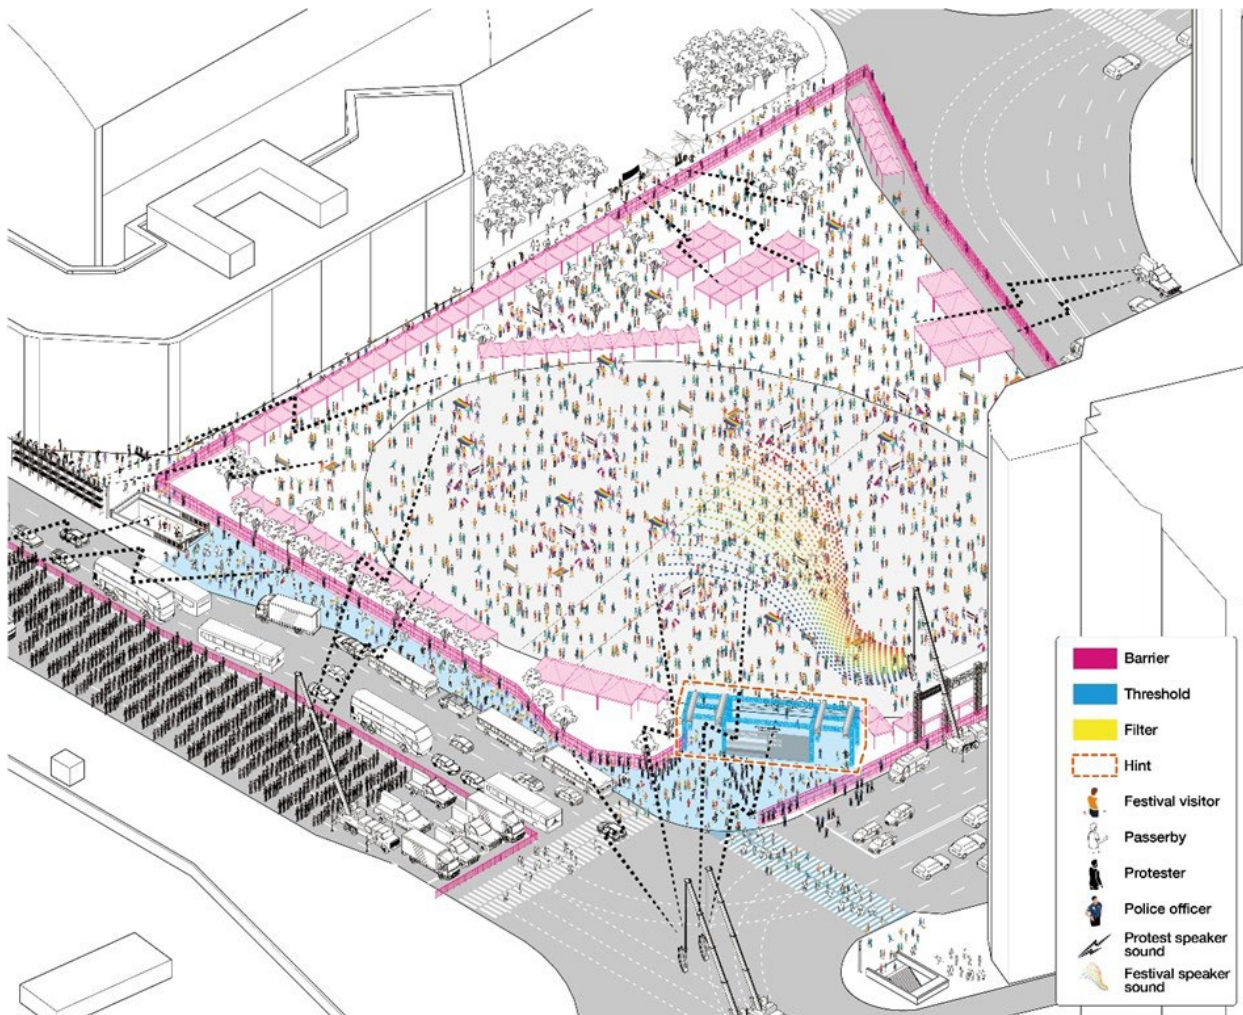 Barrier
Threshold
Filter
Hint
Festival visitor
Passerby
Protester
Police officer
Protest speaker
sound
Festival speaker
sound